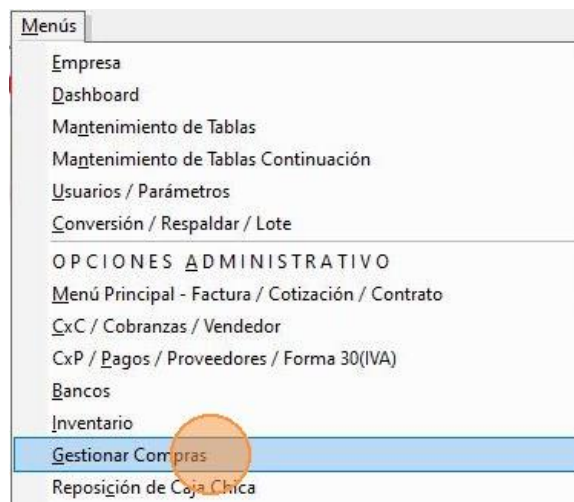 Menús
Empresa
Dashboard
Mantenimiento de Tablas
Mantenimiento de Tablas Continuación
Usuarios / Parámetros
Conversión / Respaldar / Lote
OPCIONES ADMINISTRATIVO
Menú Principal - Factura / Cotización / Contrato
CxC / Cobranzas / Vendedor
CxP / Pagos / Proveedores / Forma 30(IVA)
Bancos
Inventario
Gestionar Compras
Reposición de Caja Chica